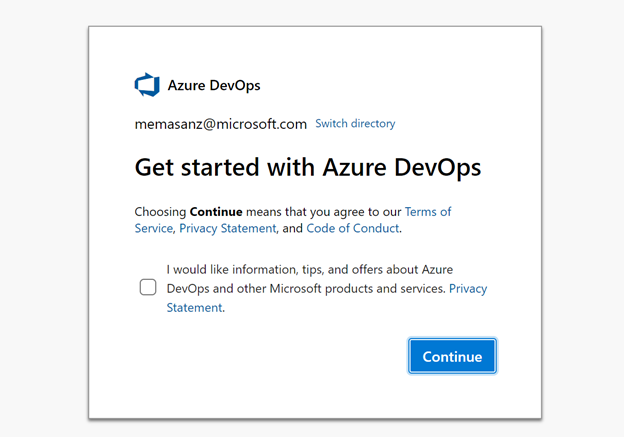 Azure DevOps
memasanz@microsoft.com Switch directory
Get started with Azure DevOps
Choosing Continue means that you agree to our Terms of
Service, Privacy Statement, and Code of Conduct.
I would like information, tips, and offers about Azure
DevOps and other Microsoft products and services. Privacy
Statement.
Continue